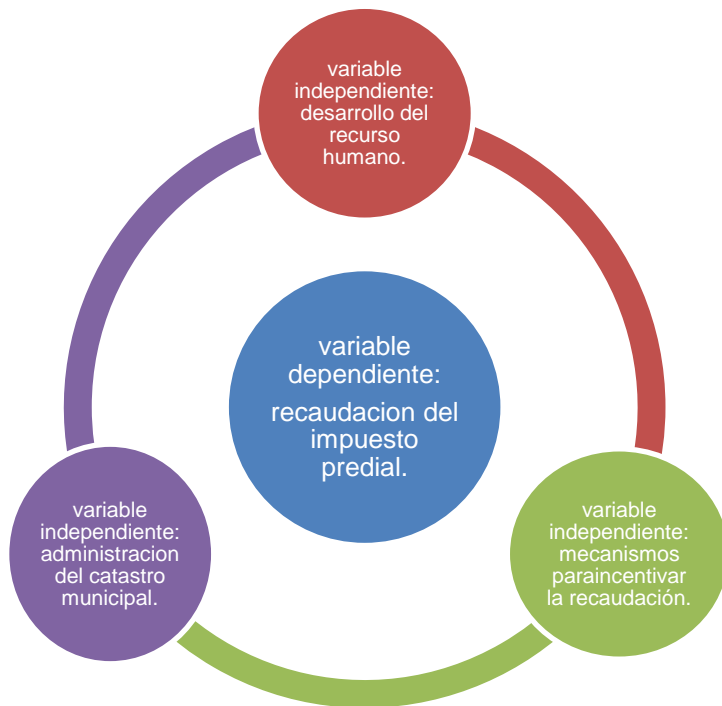 variable
independiente:
desarrollo del
recurso
humano.
variable
dependiente:
recaudacion del
impuesto
predial.
variable
independiente:
administracion
del catastro
municipal.
variable
independiente:
mecanismos
paraincentivar
la recaudación.